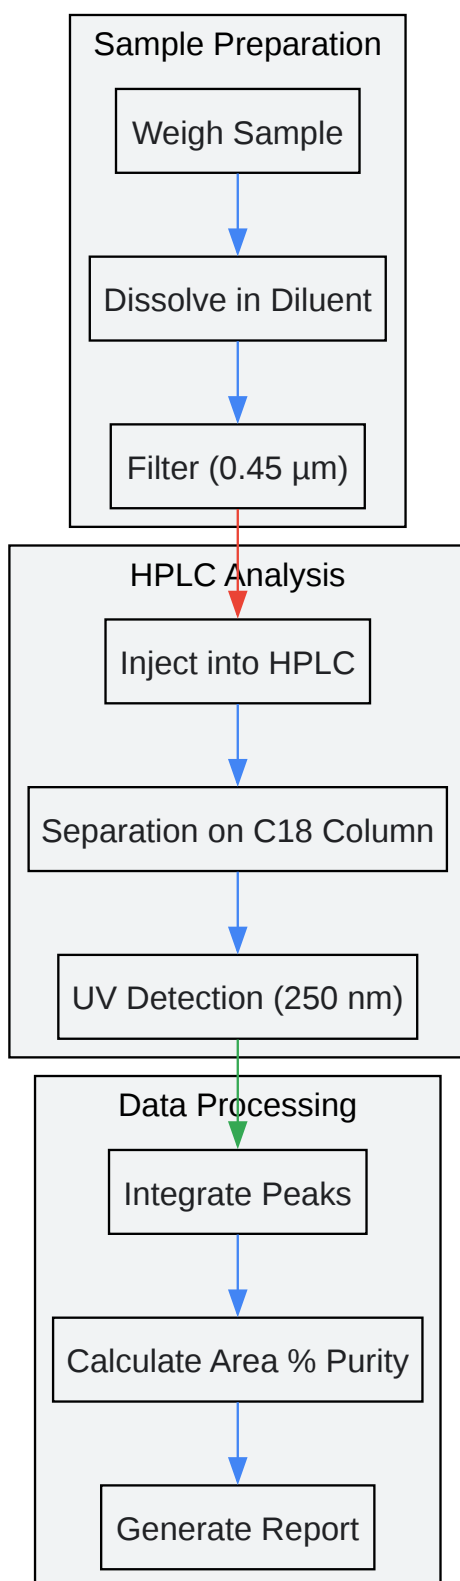 Sample Preparation
Weigh Sample
Dissolve in Diluent
Filter (0.45 µm)
HPLC Analysis
Inject into HPLC
Separation on C18 Column
UV Detection (250 nm)
Data Processing
Integrate Peaks
Calculate Area % Purity
Generate Report